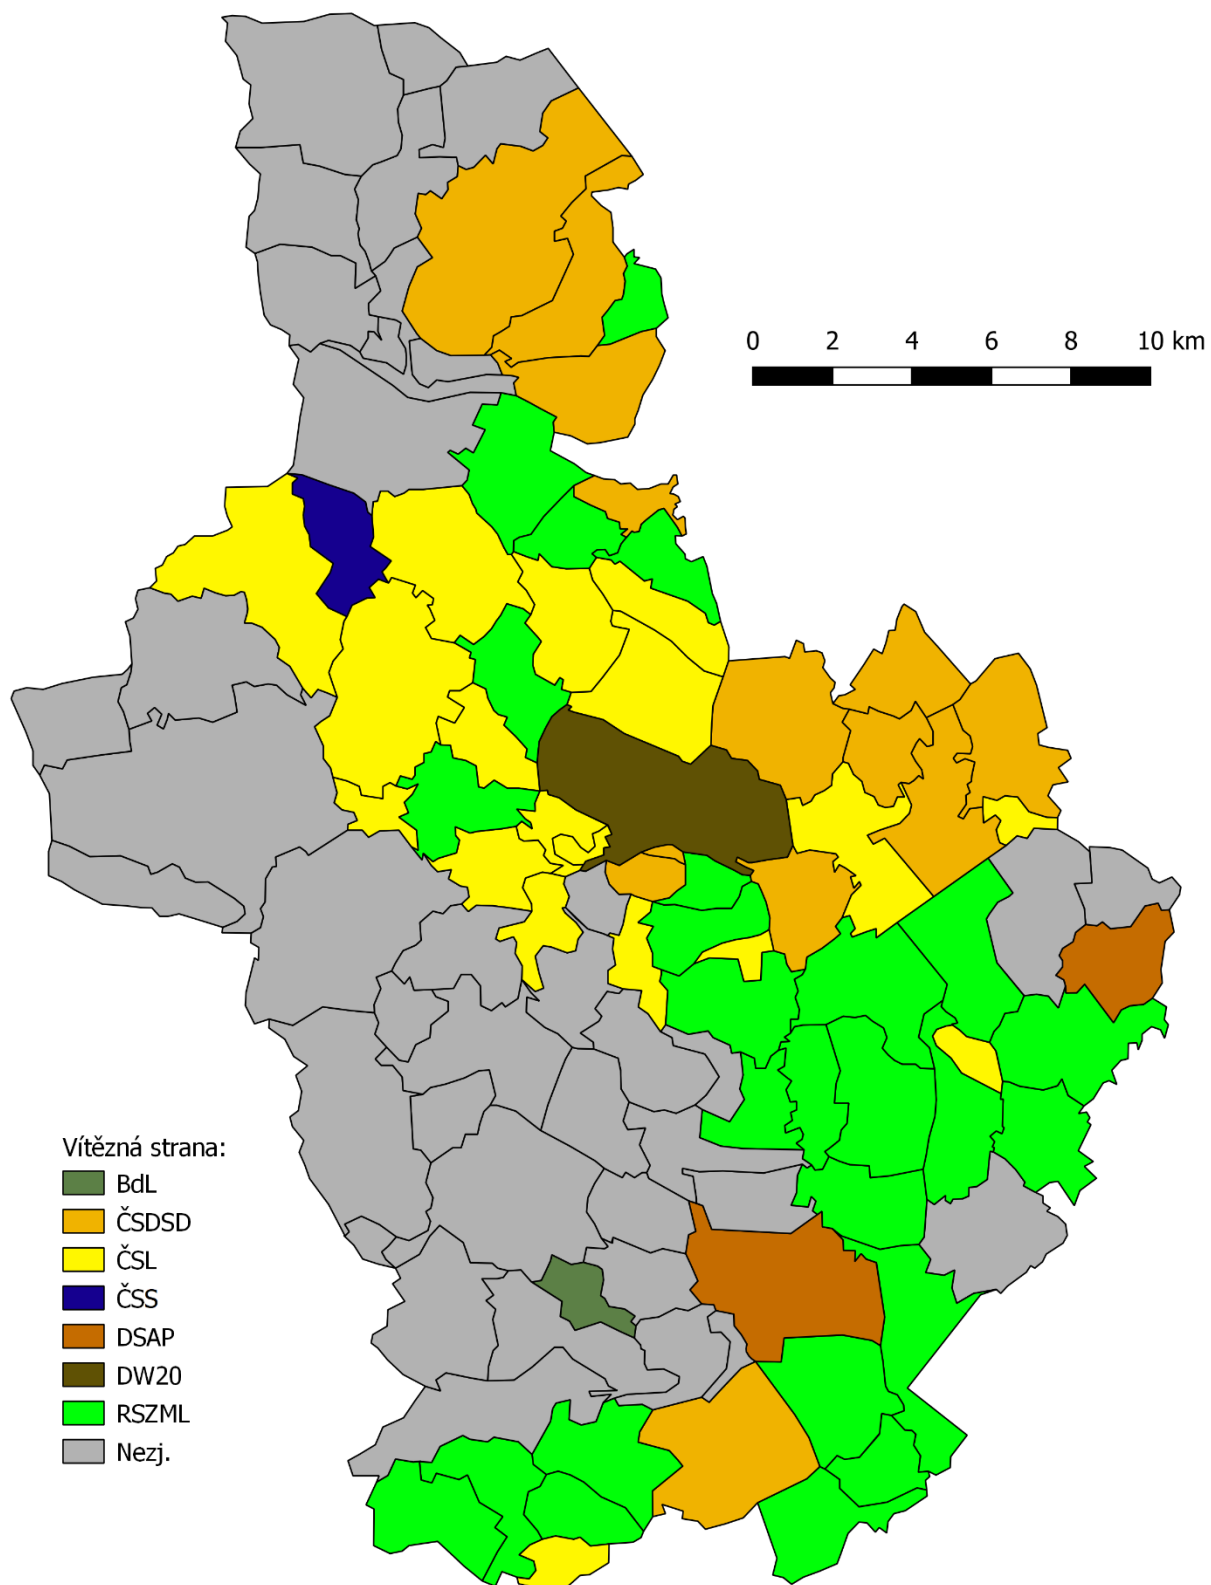 0 2 4 6 8 10 km
Vítězná strana:
BdL
ČSDSD
ČSL
ČSS
DSAP
DW20
RSZML
Nezj.